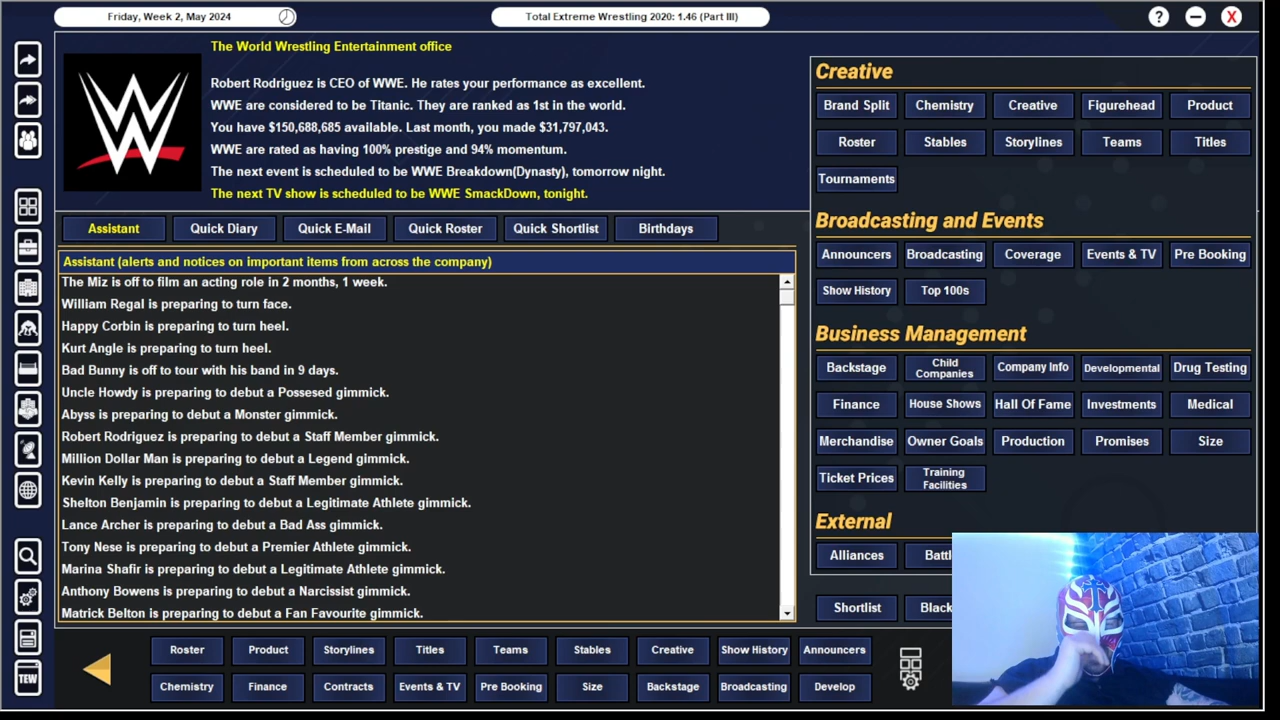 Friday, Week 2, May 2024
Total Extreme Wrestling 2020: 1.46 (Part III)
?
X
The World Wrestling Entertainment office
Robert Rodriguez is CEO of WWE. He rates your performance as excellent.
WWE are considered to be Titanic. They are ranked as 1st in the world.
You have $150,688,685 available. Last month, you made $31,797,043.
WWE are rated as having 100% prestige and 94% momentum.
The next event is scheduled to be WWE Breakdown(Dynasty), tomorrow night.
The next TV show is scheduled to be WWE SmackDown, tonight.
Assistant Quick Diary Quick E-Mail Quick Roster Quick Shortlist Birthdays
Assistant (alerts and notices on important items from across the company)
The Miz is off to film an acting role in 2 months, 1 week.
William Regal is preparing to turn face.
Happy Corbin is preparing to turn heel.
Kurt Angle is preparing to turn heel.
Bad Bunny is off to tour with his band in 9 days.
Uncle Howdy is preparing to debut a Possesed gimmick.
Abyss is preparing to debut a Monster gimmick.
Robert Rodriguez is preparing to debut a Staff Member gimmick.
Million Dollar Man is preparing to debut a Legend gimmick.
Kevin Kelly is preparing to debut a Staff Member gimmick.
Shelton Benjamin is preparing to debut a Legitimate Athlete gimmick.
Lance Archer is preparing to debut a Bad Ass gimmick.
Tony Nese is preparing to debut a Premier Athlete gimmick.
Marina Shafir is preparing to debut a Legitimate Athlete gimmick.
Anthony Bowens is preparing to debut a Narcissist gimmick.
Matrick Belton is preparing to debut a Fan Favourite gimmick.
Creative
Brand Split Chemistry Creative Figurehead Product
Roster Stables Storylines Teams Titles
Tournaments
Broadcasting and Events
Announcers Broadcasting Coverage Events & TV Pre Booking
Show History Top 100s
Business Management
Backstage Child Companies Company Info Developmental Drug Testing
Finance House Shows Hall Of Fame Investments Medical
Merchandise Owner Goals Production Promises Size
Ticket Prices Training Facilities
External
Alliances Battl
Shortlist Black
Roster Product Storylines Titles Teams Stables Creative Show History Announcers
Chemistry Finance Contracts Events & TV Pre Booking Size Backstage Broadcasting Develop
TEW